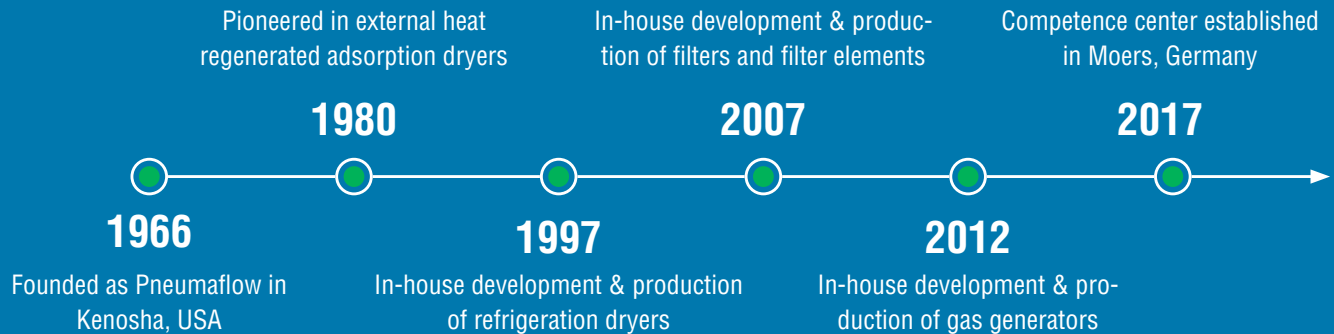 Pioneered in external heat
regenerated adsorption dryers
1980
In-house development & produc-
tion of filters and filter elements
2007
Competence center established
in Moers, Germany
2017
1966
Founded as Pneumaflow in
Kenosha, USA
1997
In-house development & production
of refrigeration dryers
2012
In-house development & pro-
duction of gas generators